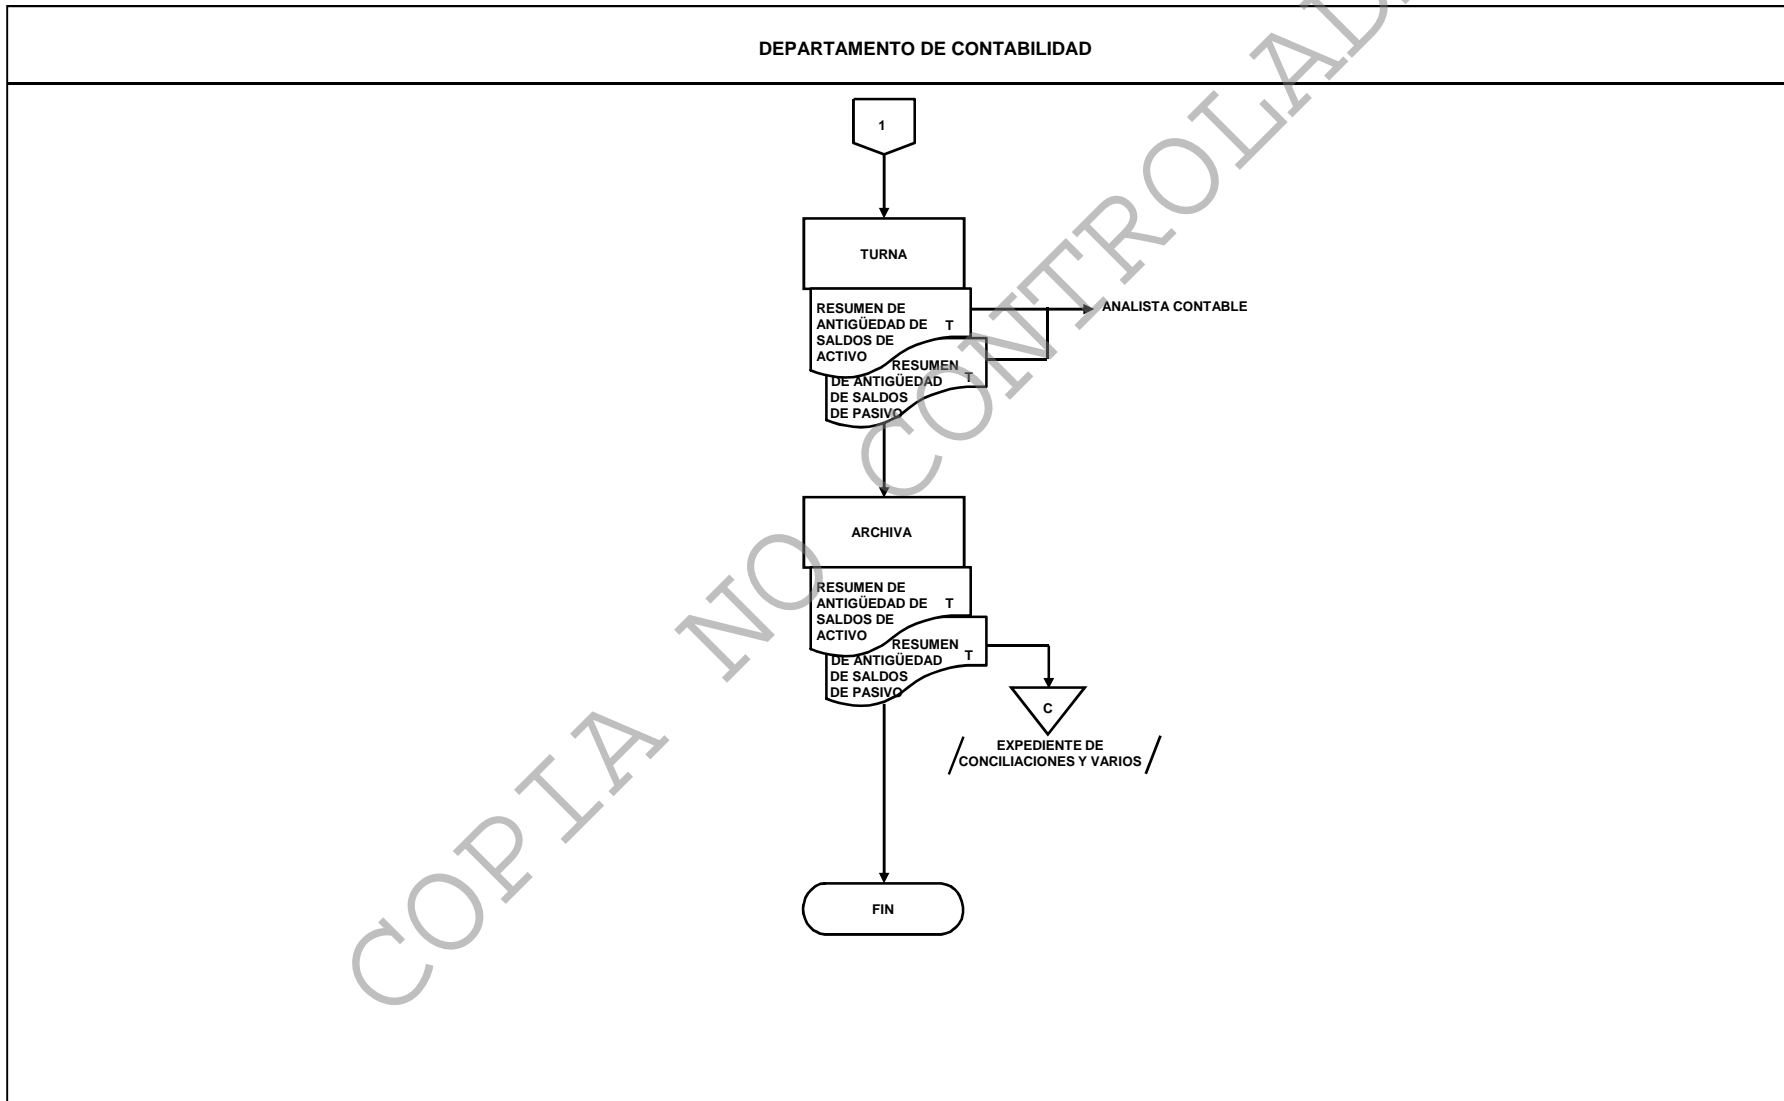 DEPARTAMENTO DE CONTABILIDAD
1
TURNA
RESUMEN DE
ANTIGÜEDAD DE T
SALDOS DE
ACTIVO
ANALISTA CONTABLE
RESUMEN
DE ANTIGÜEDAD T
DE SALDOS
DE PASIVO
ARCHIVA
RESUMEN DE
ANTIGÜEDAD DE T
SALDOS DE
ACTIVO
RESUMEN
DE ANTIGÜEDAD T
DE SALDOS
DE PASIVO
C
EXPEDIENTE DE
CONCILIACIONES Y VARIOS
FIN
COPIA NO CONTROLAD